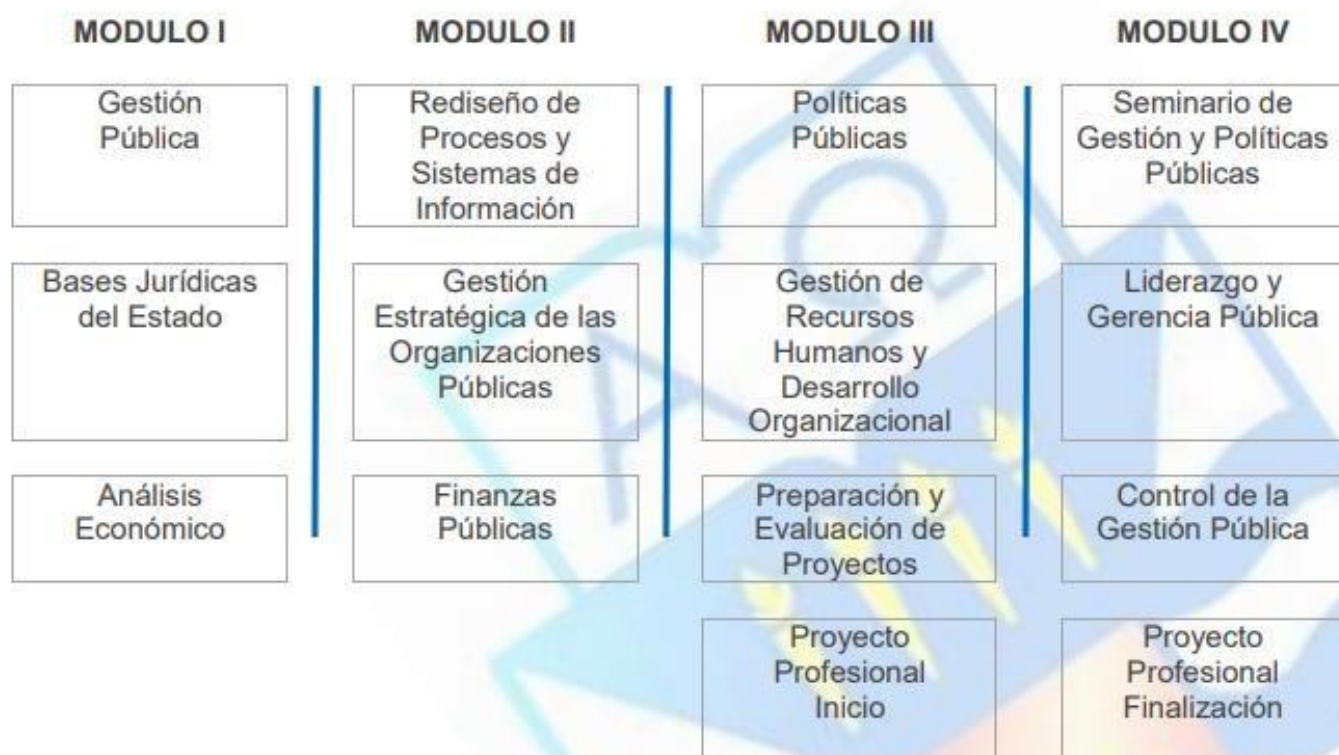 MODULO I
Gestión
Pública
Bases Jurídicas
del Estado
Análisis
Económico
MODULO II
Rediseño de
Procesos y
Sistemas de
Información
Gestión
Estratégica de las
Organizaciones
Públicas
Finanzas
Públicas
MODULO III
Políticas
Públicas
Gestión de
Recursos
Humanos y
Desarrollo
Organizacional
Preparación y
Evaluación de
Proyectos
Proyecto
Profesional
Inicio
MODULO IV
Seminario de
Gestión y Políticas
Públicas
Liderazgo y
Gerencia Pública
Control de la
Gestión Pública
Proyecto
Profesional
Finalización